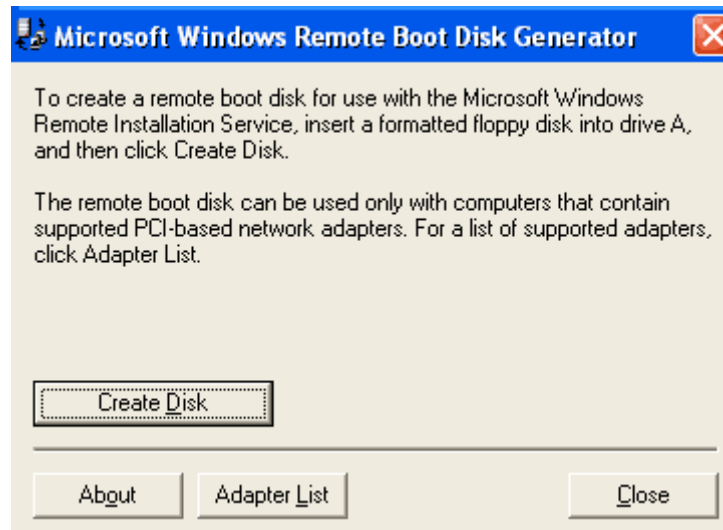 Microsoft Windows Remote Boot Disk Generator
To create a remote boot disk for use with the Microsoft Windows
Remote Installation Service, insert a formatted floppy disk into drive A,
and then click Create Disk.
The remote boot disk can be used only with computers that contain
supported PCI-based network adapters. For a list of supported adapters,
click Adapter List.
Create Disk
About Adapter List Close